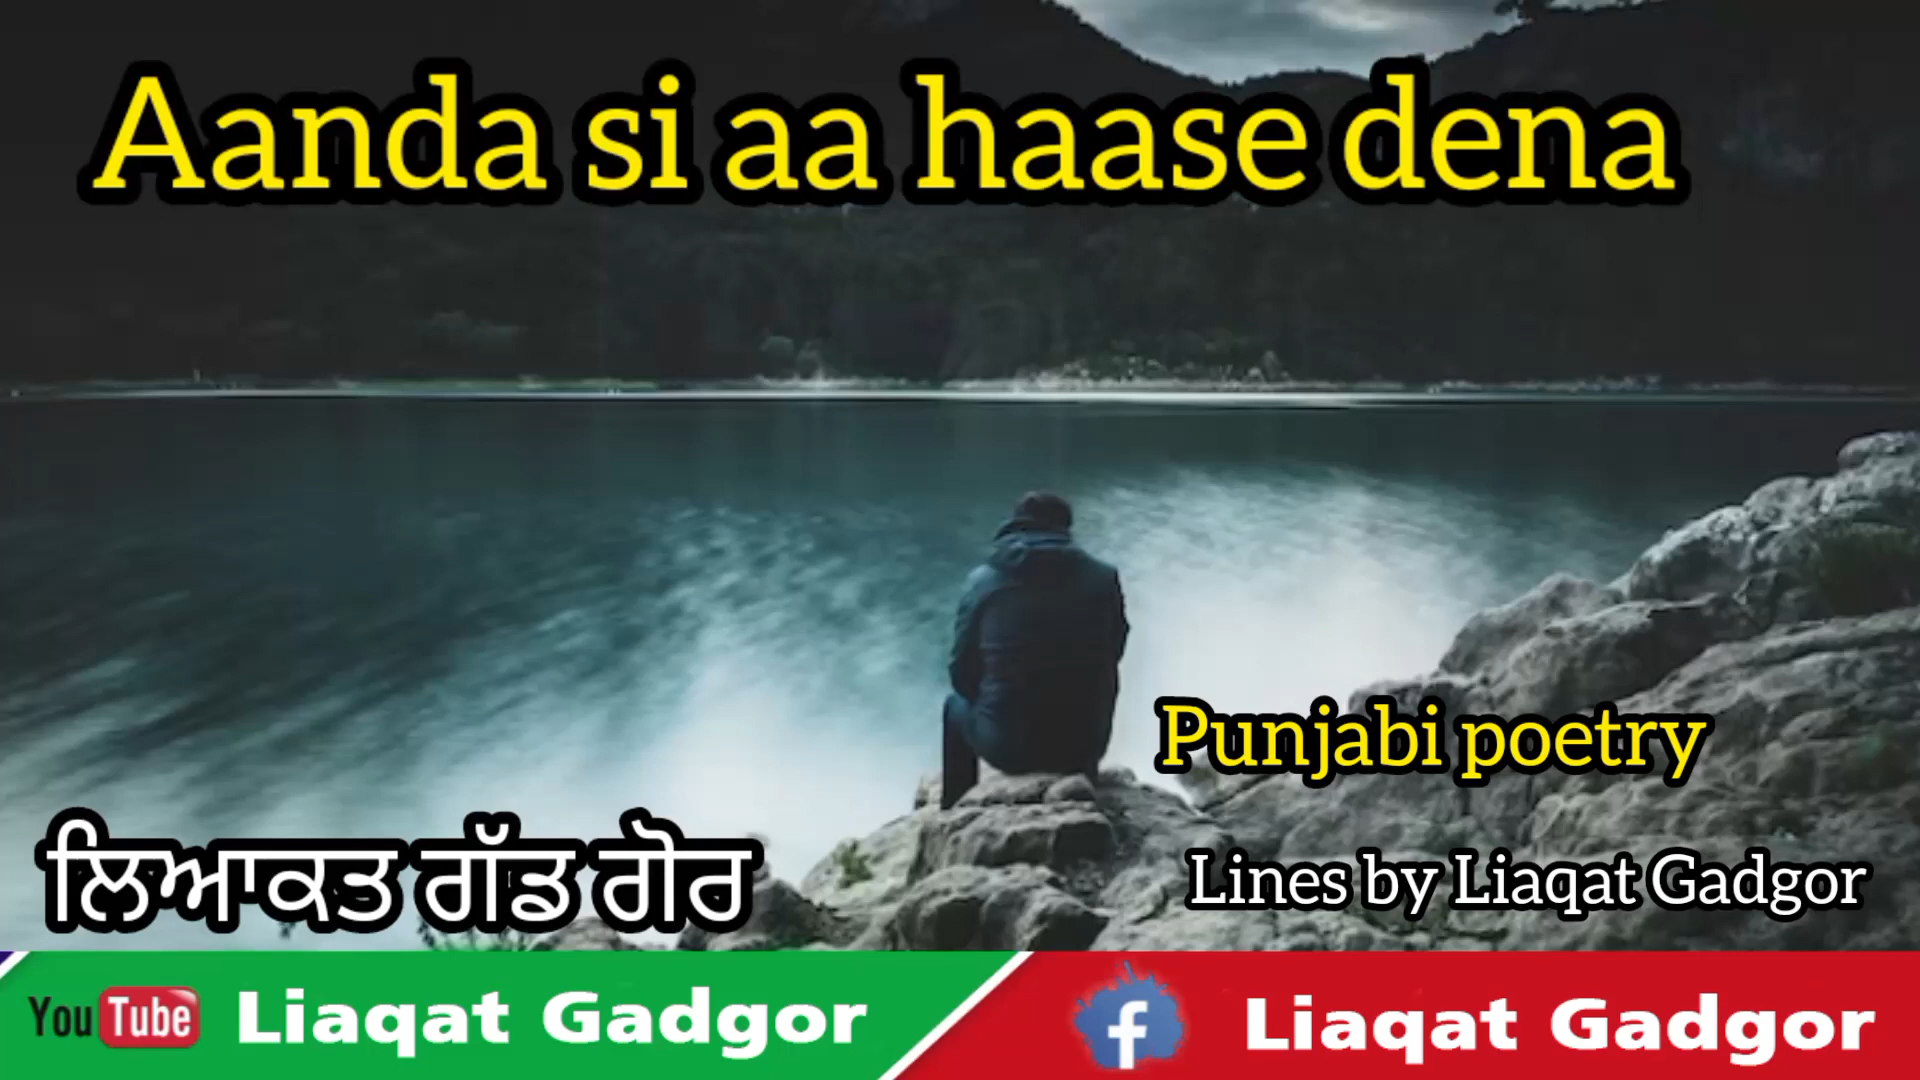 Aanda si aa haase dena
Punjabi poetry
ਲਿਆਕਤ ਗੱਡ ਗੋਰ
Lines by Liaqat Gadgor
YouTube Liaqat Gadgor
f Liaqat Gadgor